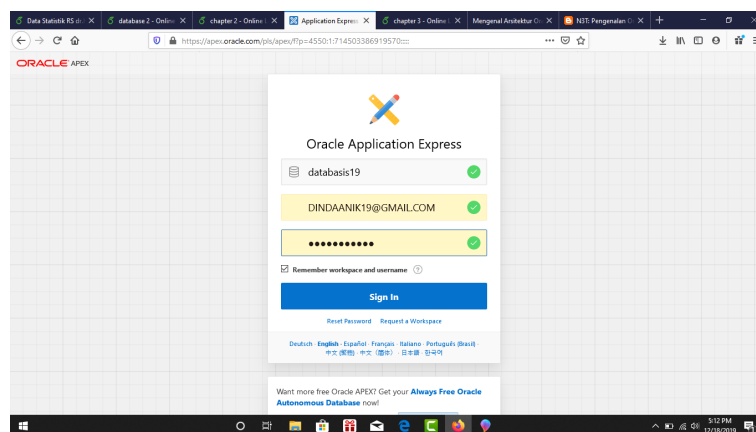 Data Statistik RS di
database 2 - Online
chapter 2 - Online
Application Express
chapter 3 - Online L
Mengenal Arsitektur Or
N3Ti: Pengenalan O
https://apex.oracle.com/pls/apex/f?p=4550:1:714503386919570:::::
ORACLE APEX
Oracle Application Express
databasis19
DINDAANIK19@GMAIL.COM
Remember workspace and username ?
Sign In
Reset Password Request a Workspace
Deutsch · English · Español · Français · Italiano · Português (Brasil) ·
中文 (繁體) · 中文（简体） · 日本語 · 한국어
Want more free Oracle APEX? Get your Always Free Oracle
Autonomous Database now!
5:12 PM
12/18/2019